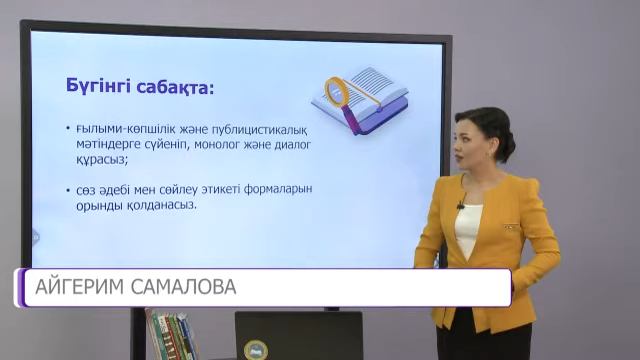 Бүгінгі сабақта:
• ғылыми-көпшілік және публицистикалық
мәтіндерге сүйеніп, монолог және диалог
құрасыз;
• сөз әдебі мен сөйлеу этикеті формаларын
орынды қолданасыз.
АЙГЕРИМ САМАЛОВА